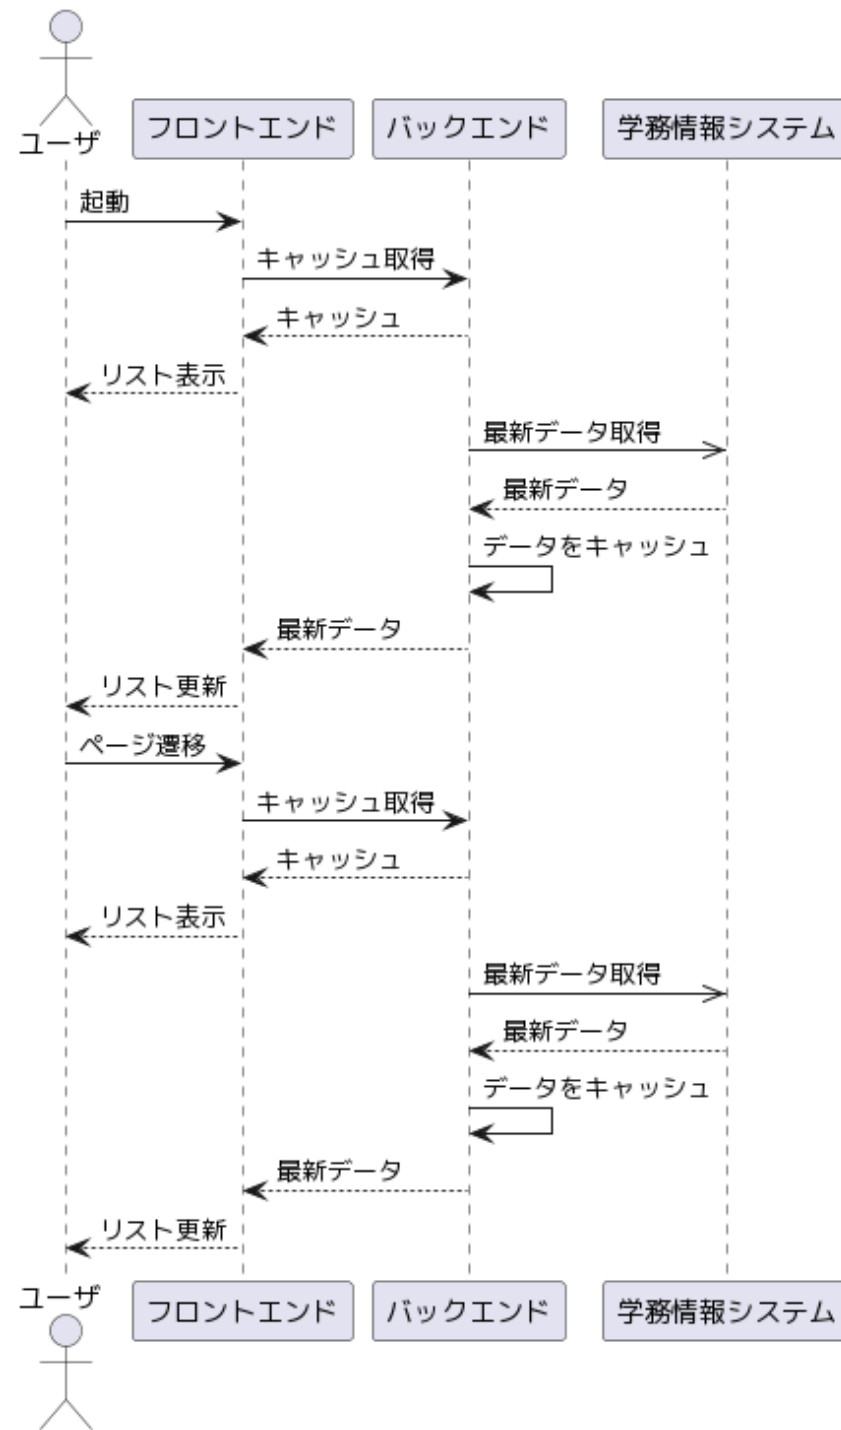 ユーザ
フロントエンド
バックエンド
学務情報システム
起動
キャッシュ取得
キャッシュ
リスト表示
最新データ取得
最新データ
データをキャッシュ
最新データ
リスト更新
ページ遷移
キャッシュ取得
キャッシュ
リスト表示
最新データ取得
最新データ
データをキャッシュ
最新データ
リスト更新
ユーザ
フロントエンド
バックエンド
学務情報システム